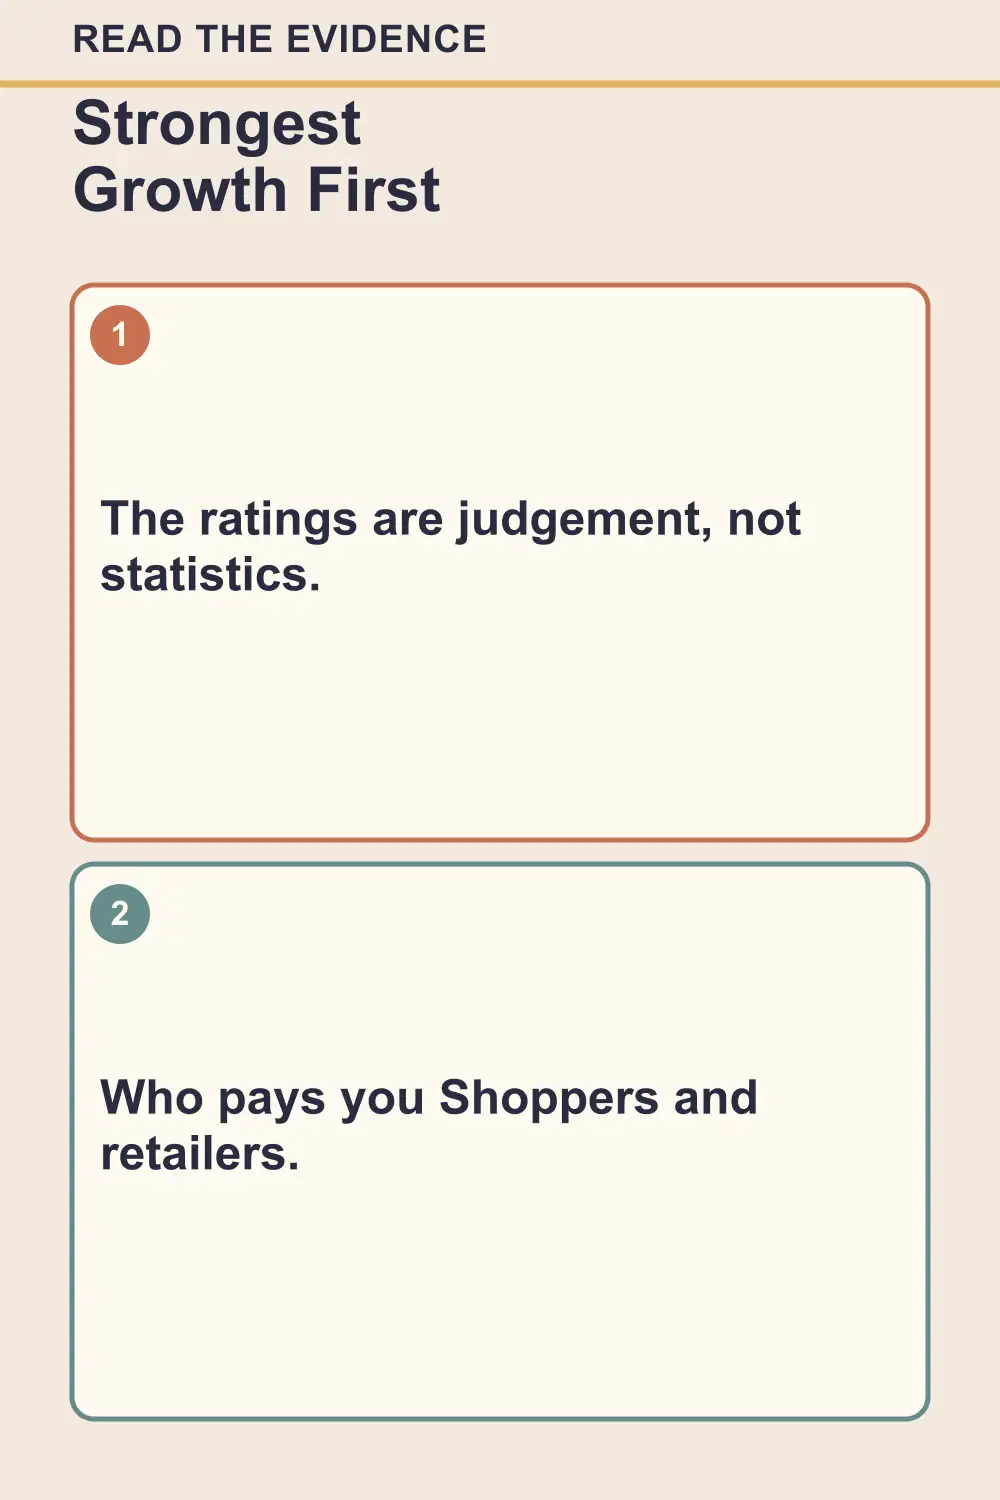 READ THE EVIDENCE
Strongest
Growth First
1
The ratings are judgement, not
statistics.
2
Who pays you Shoppers and
retailers.